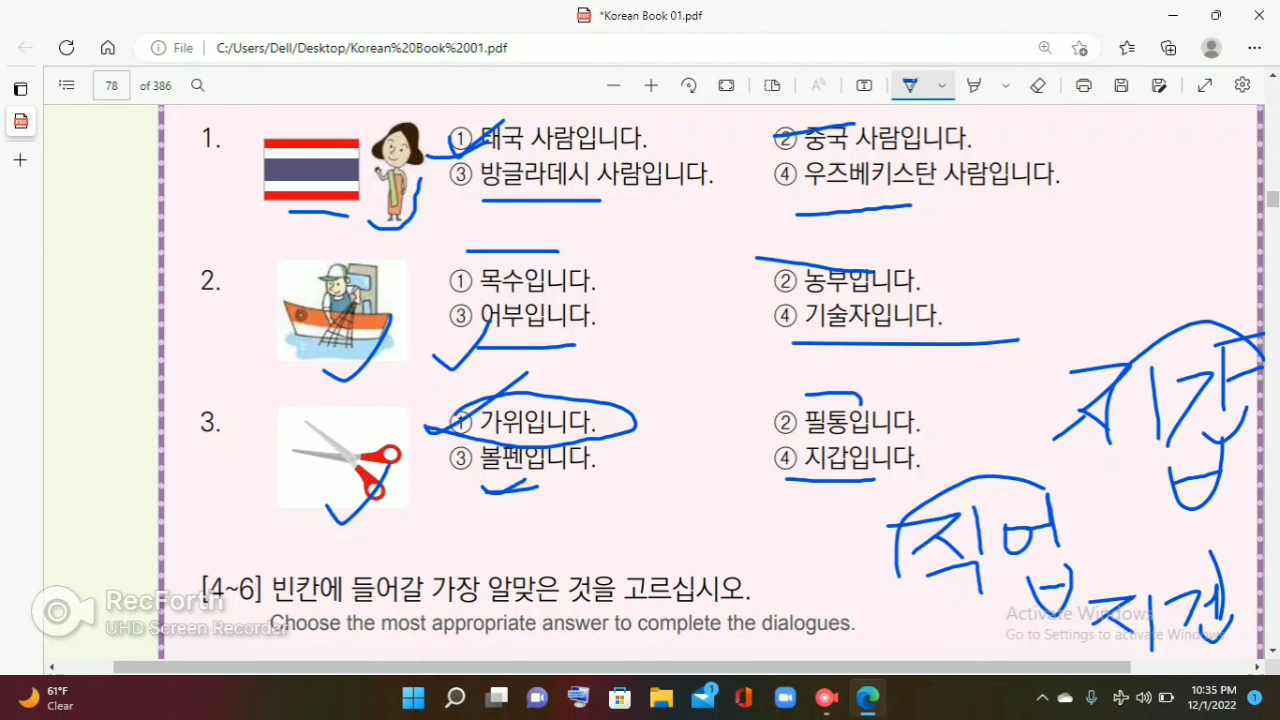 *Korean Book 01.pdf
File C:/Users/Dell/Desktop/Korean%20Book%2001.pdf
78 of 386
1. ① 태국 사람입니다. ② 중국 사람입니다.
③ 방글라데시 사람입니다. ④ 우즈베키스탄 사람입니다.
2. ① 목수입니다. ② 농부입니다.
③ 어부입니다. ④ 기술자입니다.
3. ① 가위입니다. ② 필통입니다.
③ 볼펜입니다. ④ 지갑입니다.
지갑
직업
지갠
[4~6] 빈칸에 들어갈 가장 알맞은 것을 고르십시오.
Choose the most appropriate answer to complete the dialogues.
RecForth
UHD Screen Recorder
Activate Windows
Go to Settings to activate Windows.
61°F
Clear
1
10:35 PM
12/1/2022
1